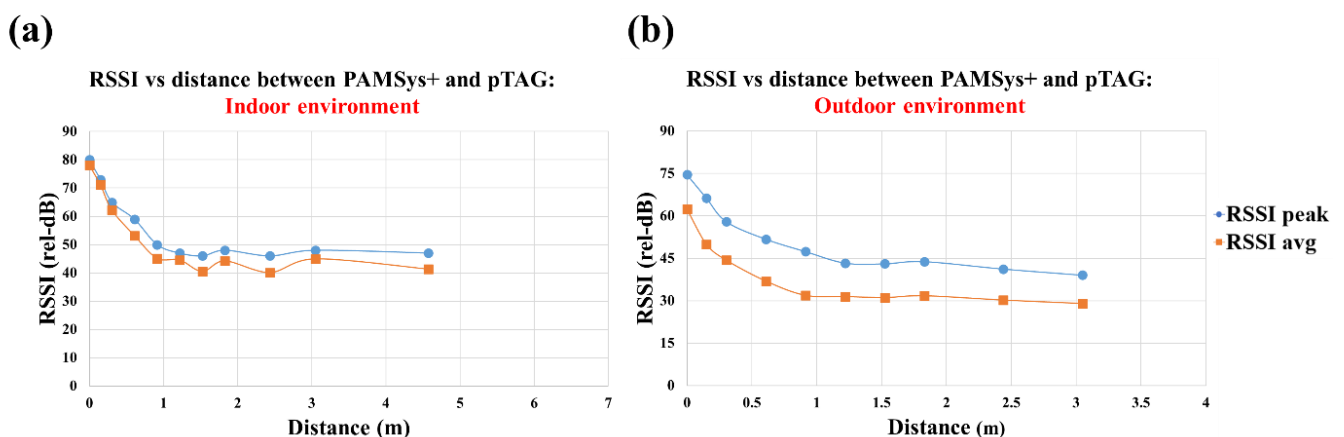 (a)
RSSI vs distance between PAMSys+ and pTAG:
Indoor environment
RSSI (rel-dB)
90
80
70
60
50
40
30
20
10
0
0 1 2 3 4 5 6 7
Distance (m)
(b)
RSSI vs distance between PAMSys+ and pTAG:
Outdoor environment
RSSI (rel-dB)
90
75
60
45
30
15
0
0 0.5 1 1.5 2 2.5 3 3.5 4
Distance (m)
RSSI peak
RSSI avg